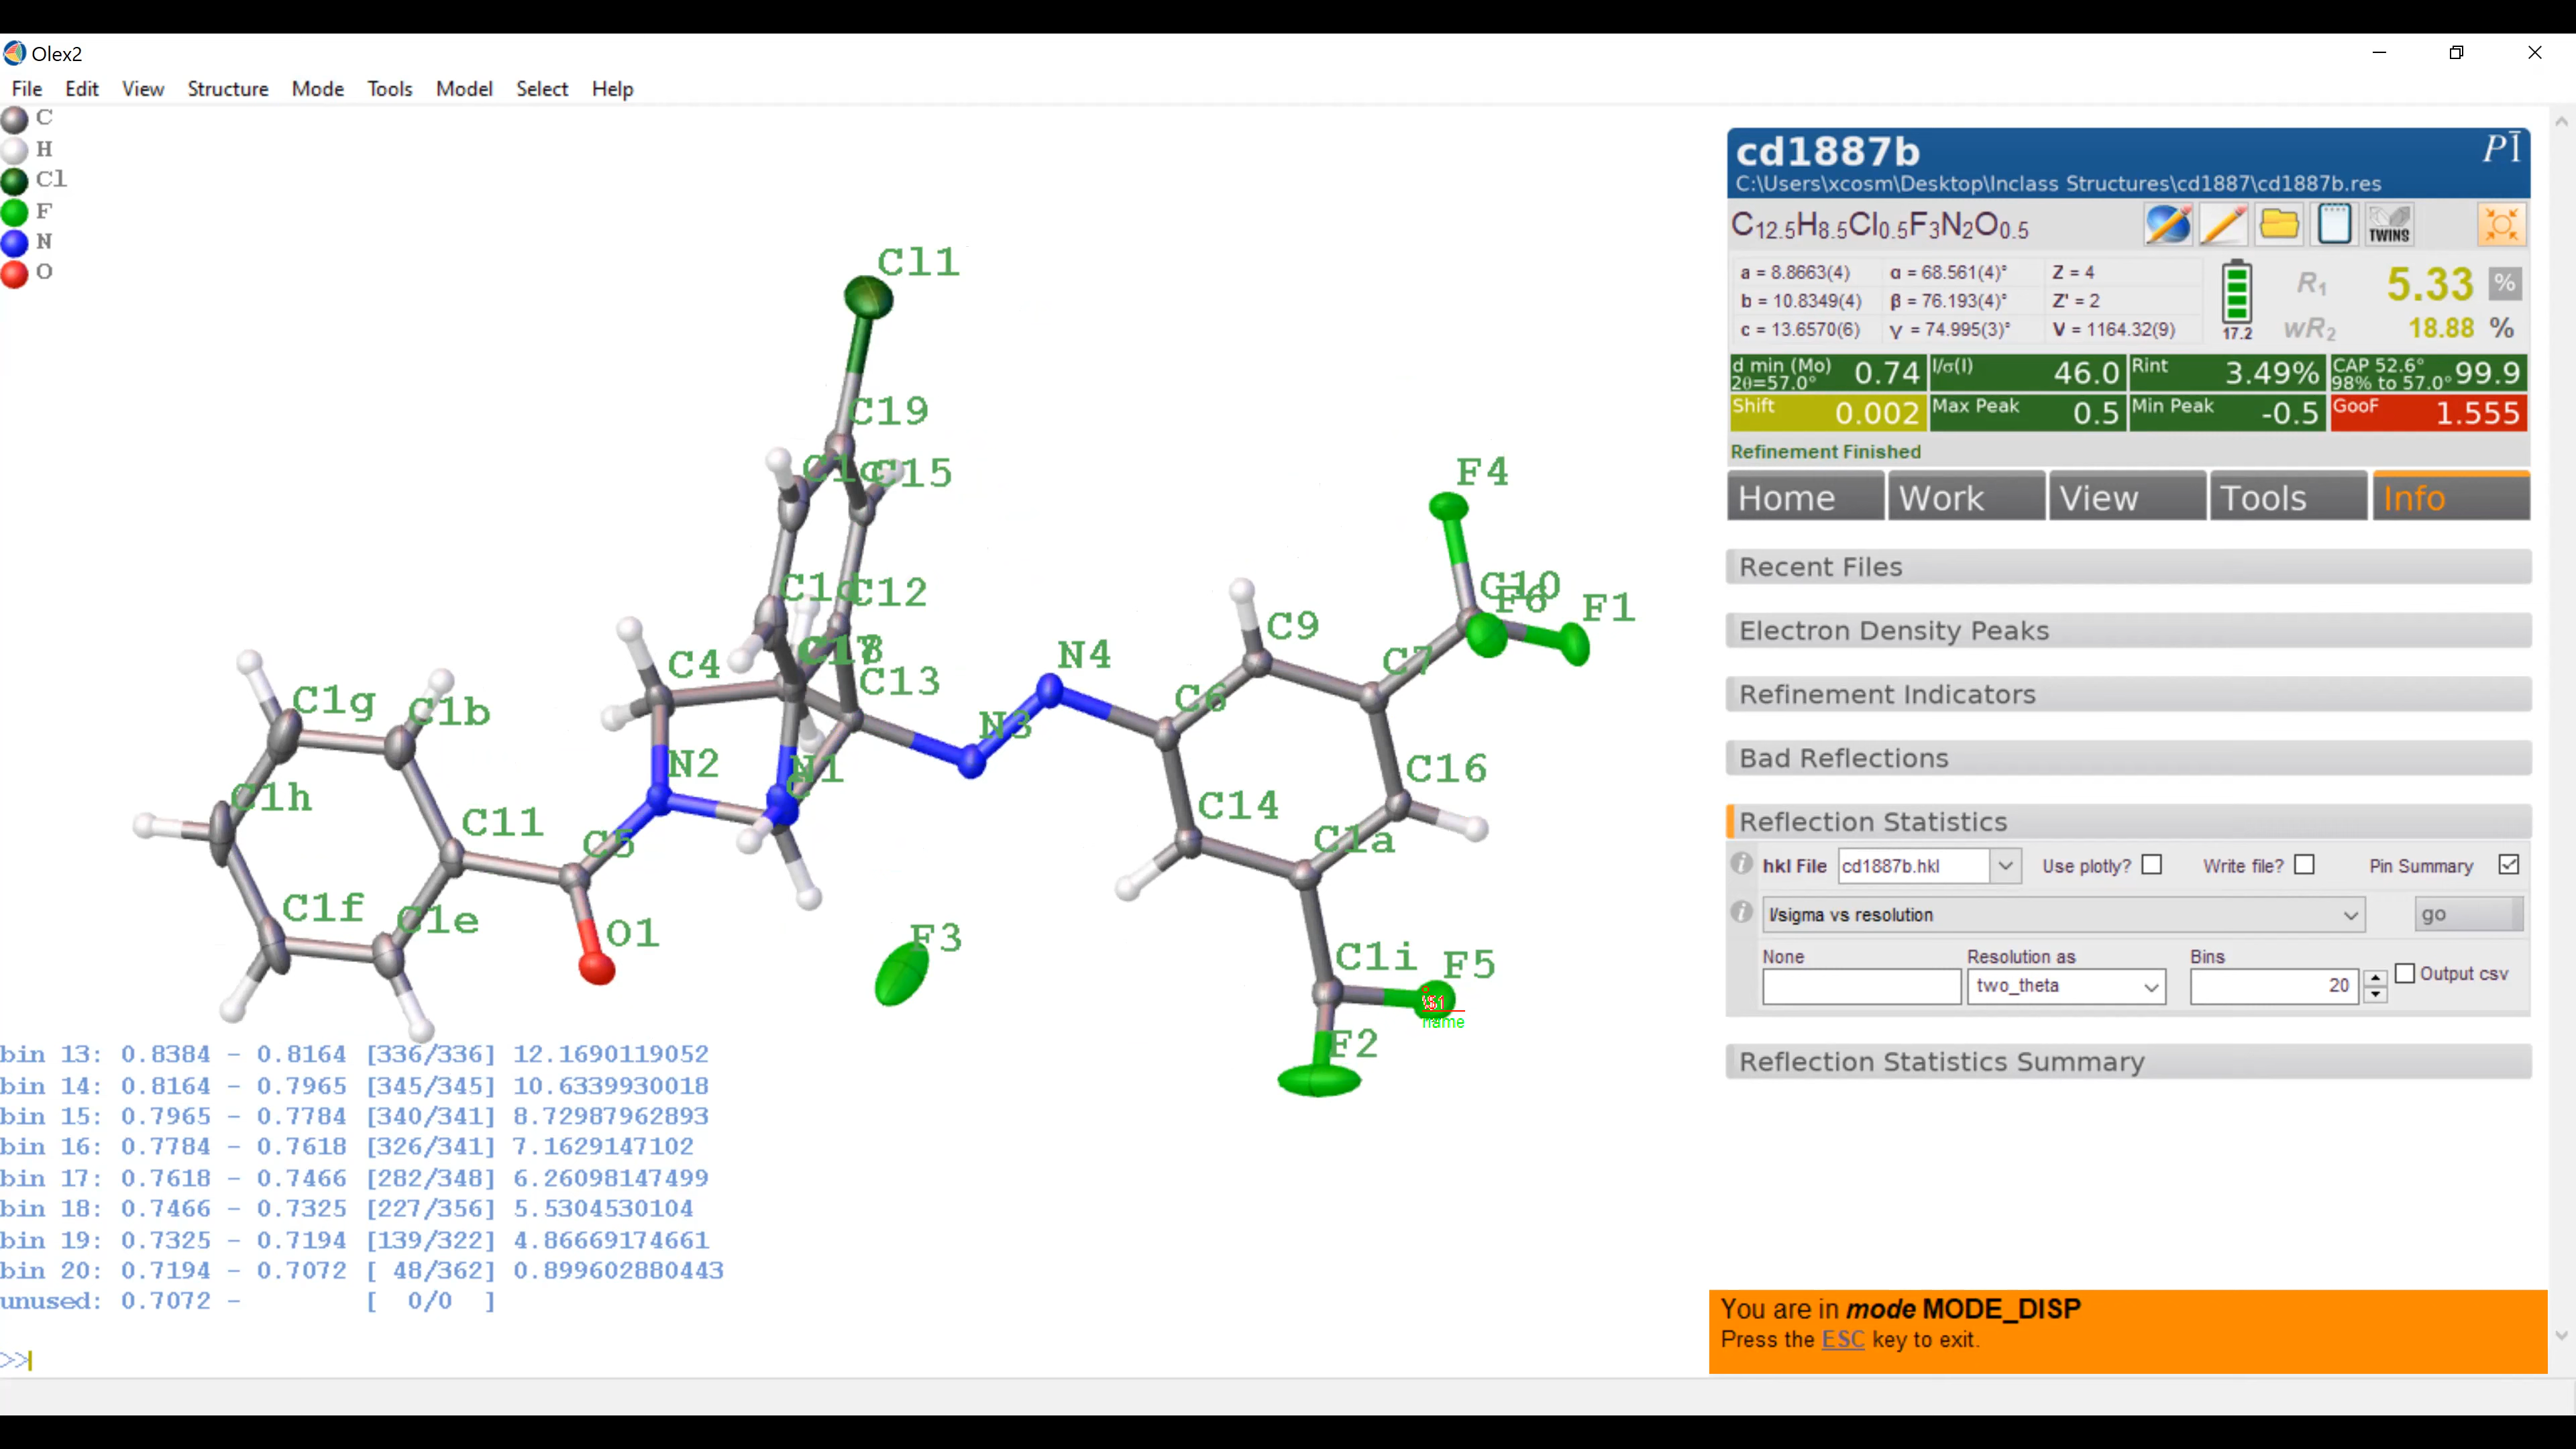 Olex2
File Edit View Structure Mode Tools Model Select Help
C
H
Cl
F
N
O
Cl1
C19
C1c C15
C1d C12
C17
C13
C4
N4
N3
N2
N1
C
C1g
C1b
C1h
C11
C5
C1f
C1e
O1
F3
C6
C9
C7
C10
F4
F6
F1
C14
C16
C1a
C1i
F5
name
F2
bin 13: 0.8384 - 0.8164 [336/336] 12.1690119052
bin 14: 0.8164 - 0.7965 [345/345] 10.6339930018
bin 15: 0.7965 - 0.7784 [340/341] 8.72987962893
bin 16: 0.7784 - 0.7618 [326/341] 7.1629147102
bin 17: 0.7618 - 0.7466 [282/348] 6.26098147499
bin 18: 0.7466 - 0.7325 [227/356] 5.5304530104
bin 19: 0.7325 - 0.7194 [139/322] 4.86669174661
bin 20: 0.7194 - 0.7072 [ 48/362] 0.899602880443
unused: 0.7072 - [ 0/0 ]
>>
cd1887b P1̅
C:\Users\xcosm\Desktop\Inclass Structures\cd1887\cd1887b.res
C12.5H8.5Cl0.5F3N2O0.5 TWINS
a = 8.8663(4) α = 68.561(4)° Z = 4
b = 10.8349(4) β = 76.193(4)° Z' = 2
c = 13.6570(6) γ = 74.995(3)° V = 1164.32(9)
17.2
R1 5.33 %
wR2 18.88 %
d min (Mo) 2θ=57.0° 0.74 I/σ(I) 46.0 Rint 3.49% CAP 52.6° 98% to 57.0° 99.9
Shift 0.002 Max Peak 0.5 Min Peak -0.5 GooF 1.555
Refinement Finished
Home Work View Tools Info
Recent Files
Electron Density Peaks
Refinement Indicators
Bad Reflections
Reflection Statistics
hkl File cd1887b.hkl Use plotly? Write file? Pin Summary
I/sigma vs resolution go
None Resolution as Bins
two_theta 20 Output csv
Reflection Statistics Summary
You are in mode MODE_DISP
Press the ESC key to exit.